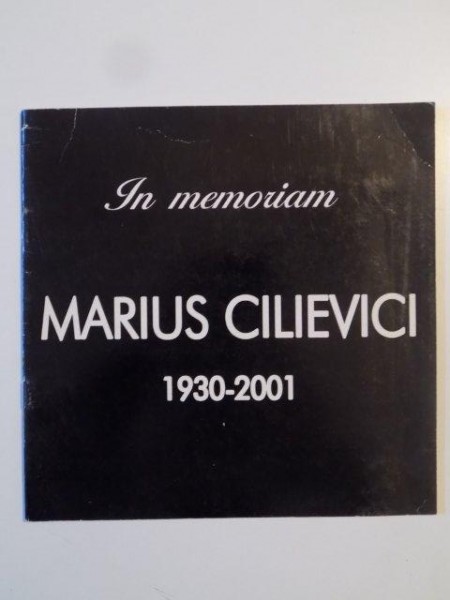 In memoriam
MARIUS CILIEVICI
1930-2001